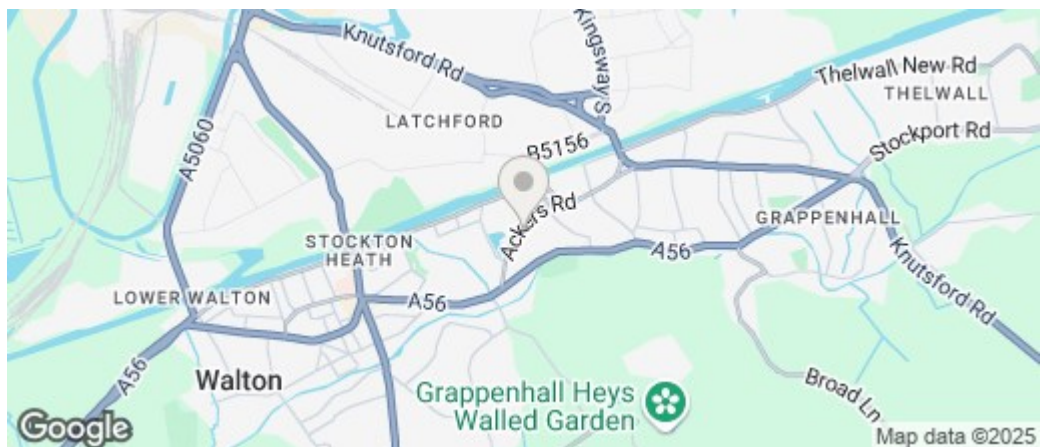 Knutsford Rd
Kingsway S
Thelwall New Rd
THELWALL
LATCHFORD
B5156
Stockport Rd
A5060
Ackers Rd
GRAPPENHALL
STOCKTON
HEATH
A56
LOWER WALTON
A56
Knutsford Rd
A56
Walton
Grappenhall Heys
Walled Garden
Broad Ln
Google
Map data ©2025